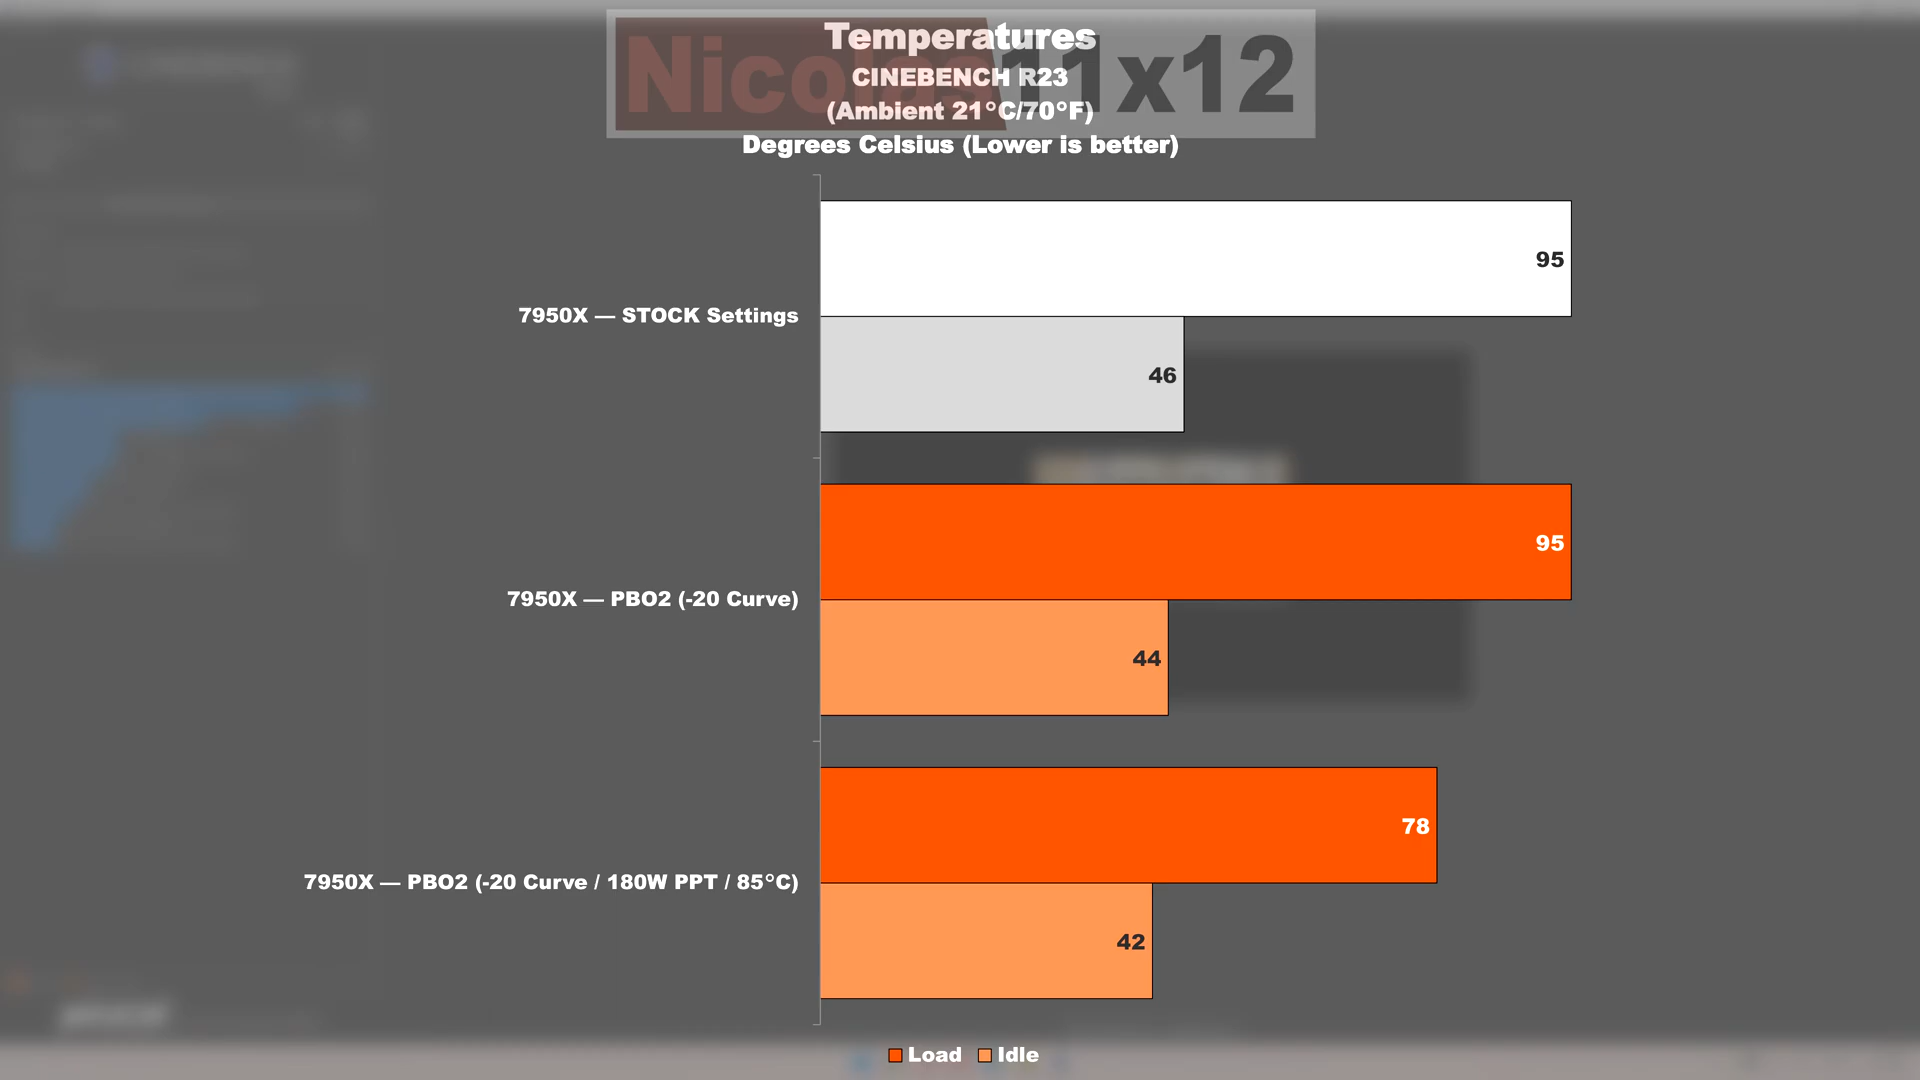 Nicolas11x12
Temperatures
CINEBENCH R23
(Ambient 21°C/70°F)
Degrees Celsius (Lower is better)
7950X — STOCK Settings
95
46
7950X — PBO2 (-20 Curve)
95
44
7950X — PBO2 (-20 Curve / 180W PPT / 85°C)
78
42
Load
Idle